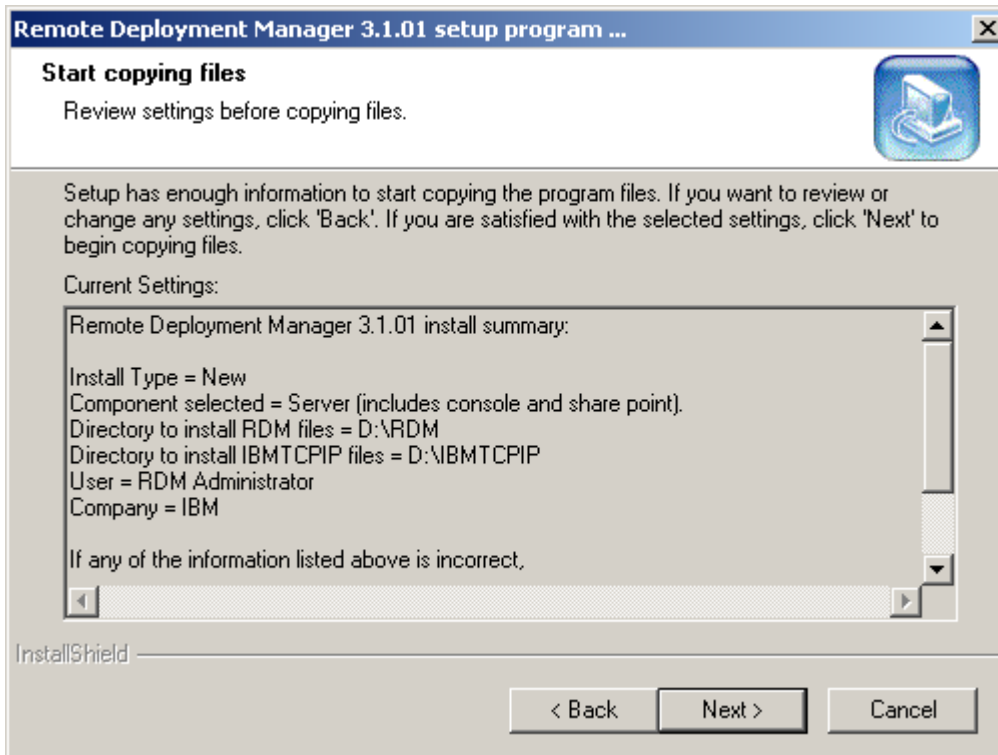 Remote Deployment Manager 3.1.01 setup program ...
Start copying files
Review settings before copying files.
Setup has enough information to start copying the program files. If you want to review or
change any settings, click 'Back'. If you are satisfied with the selected settings, click 'Next' to
begin copying files.
Current Settings:
Remote Deployment Manager 3.1.01 install summary:
Install Type = New
Component selected = Server (includes console and share point).
Directory to install RDM files = D:\RDM
Directory to install IBMTCPIP files = D:\IBMTCPIP
User = RDM Administrator
Company = IBM
If any of the information listed above is incorrect,
InstallShield
< Back Next > Cancel